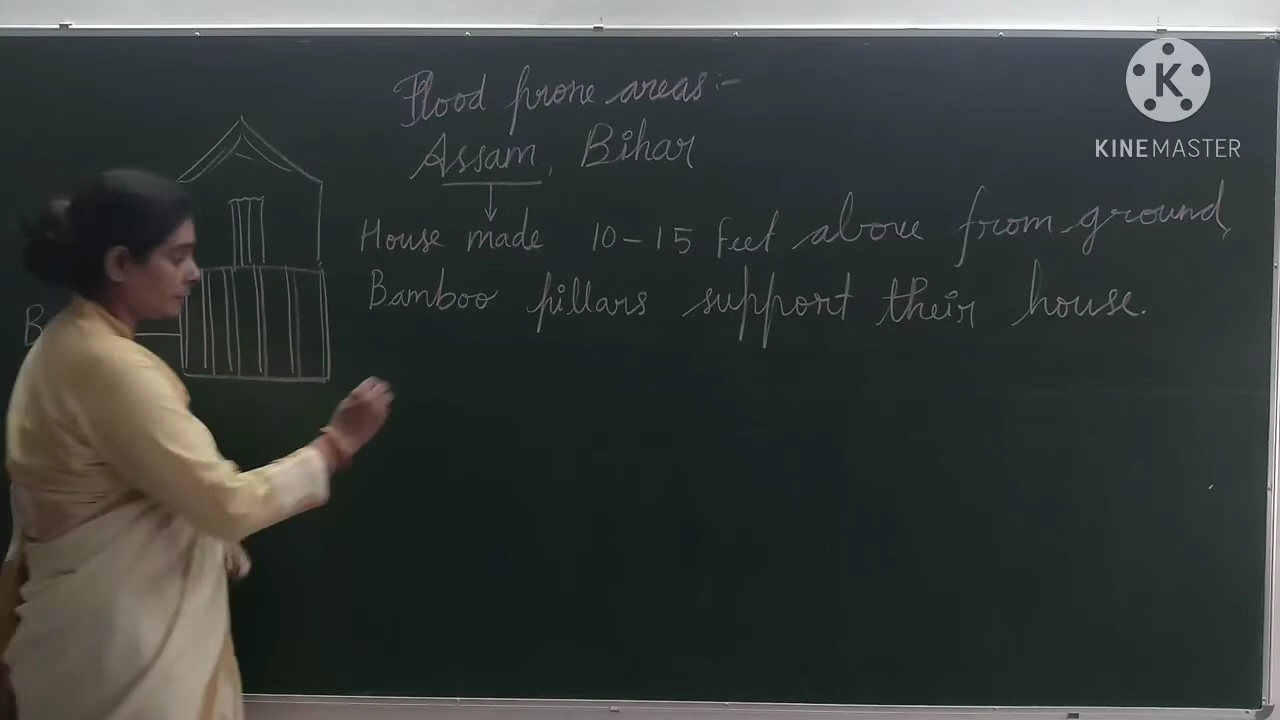 Flood prone areas:-
Assam, Bihar
House made 10-15 feet above from ground,
Bamboo pillars support their house.
B
K
KINEMASTER